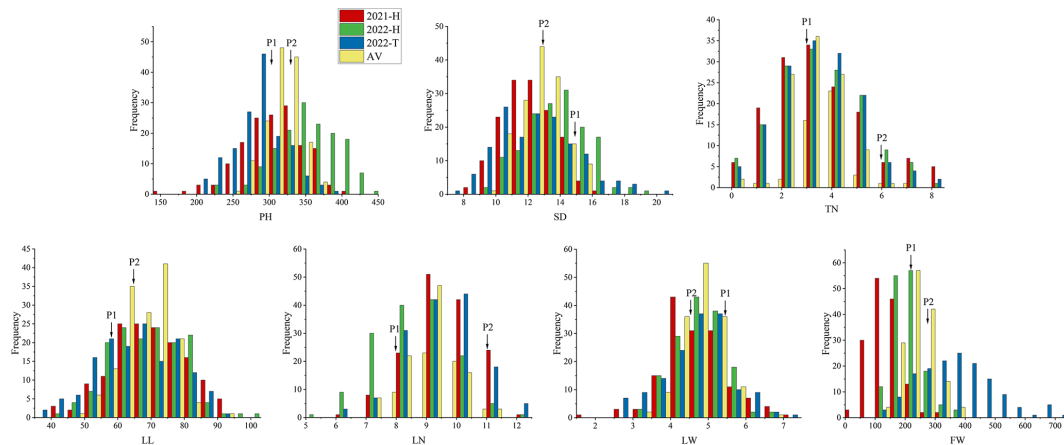 2021-H
2022-H
2022-T
AV
P1 P2
Frequency
50
40
30
20
10
0
150 200 250 300 350 400 450
PH
P2
P1
Frequency
50
40
30
20
10
0
8 10 12 14 16 18 20
SD
P1
P2
Frequency
40
30
20
10
0
0 2 4 6 8
TN
P2
P1
Frequency
45
40
35
30
25
20
15
10
5
0
40 50 60 70 80 90 100
LL
P1
P2
Frequency
60
50
40
30
20
10
0
5 6 7 8 9 10 11 12
LN
P2 P1
Frequency
60
50
40
30
20
10
0
2 3 4 5 6 7
LW
P1
P2
Frequency
60
50
40
30
20
10
0
0 100 200 300 400 500 600 700
FW